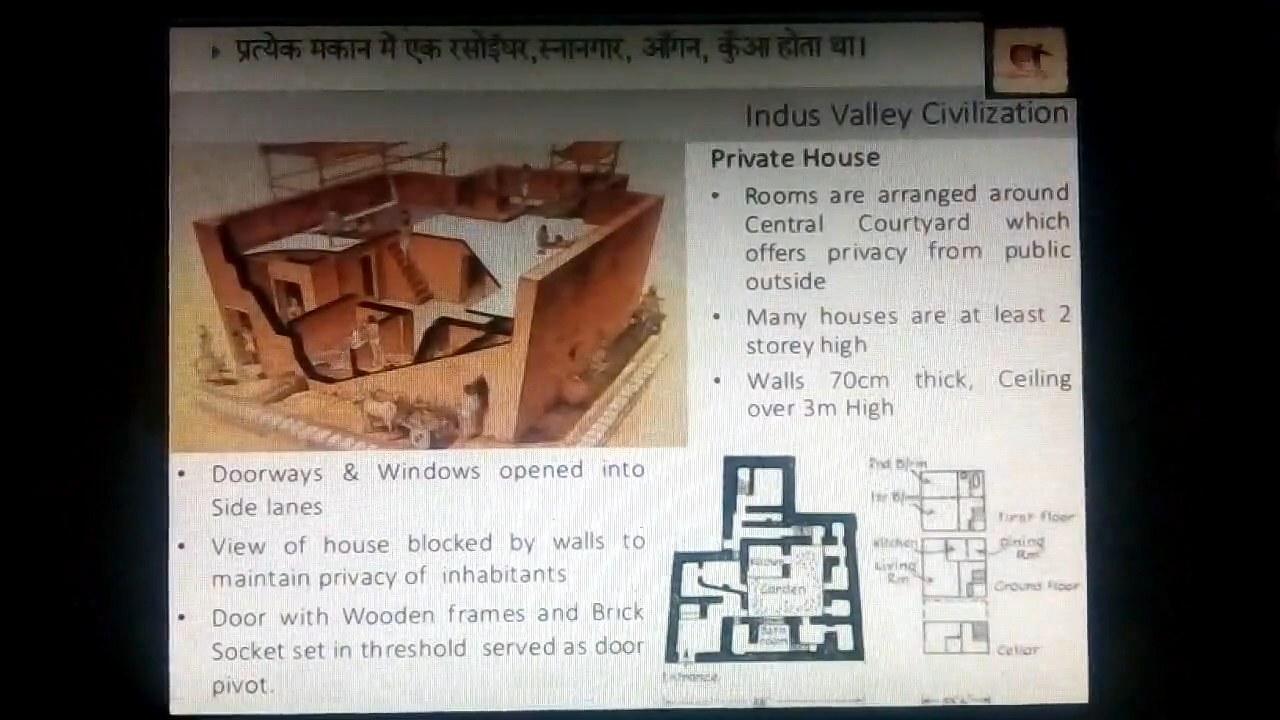 ▸ प्रत्येक मकान में एक रसोईघर,स्नानगार, आँगन, कुँआ होता था।
Indus Valley Civilization
Private House
• Rooms are arranged around
Central Courtyard which
offers privacy from public
outside
• Many houses are at least 2
storey high
• Walls 70cm thick, Ceiling
over 3m High
• Doorways & Windows opened into
Side lanes
• View of house blocked by walls to
maintain privacy of inhabitants
• Door with Wooden frames and Brick
Socket set in threshold served as door
pivot.
Kitchen
Garden
Bath
room
Entrance
First Floor
Kitchen
Dining
Rm
Living
Rm
Ground Floor
Cellar